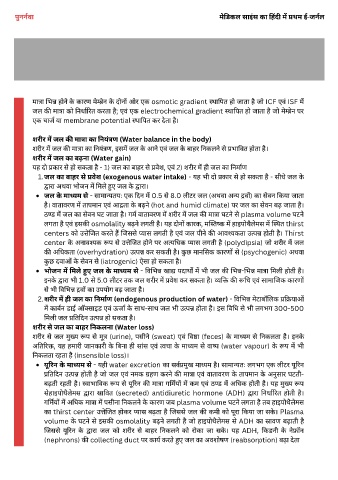 पुनर्नवा
मेडिकल साइंस का हिंदी में प्रथम ई-जर्नल
मात्रा भिन्न होने के कारण मेम्ब्रेन के दोनों ओर एक osmotic gradient स्थापित हो जाता है जो ICF एवं ISF में
जल की मात्रा को निर्धारित करता है; एवं एक electrochemical gradient स्थापित हो जाता है जो मेम्ब्रेन पर
एक चार्ज या membrane potential स्थापित कर देता है।
शरीर में जल की मात्रा का नियंत्रण (Water balance in the body)
शरीर में जल की मात्रा का नियंत्रण, इसमें जल के आने एवं जल के बाहर निकलने से प्रभावित होता है।
शरीर में जल का बढ़ना (Water gain)
यह दो प्रकार से हो सकता है - 1) जल का बाहर से प्रवेश, एवं 2) शरीर में ही जल का निर्माण
1. जल का बाहर से प्रवेश (exogenous water intake) - यह भी दो प्रकार से हो सकता है - सीधे जल के
द्वारा अथवा भोजन में मिले हुए जल के द्वारा।
• जल के माध्यम से - सामान्यतः एक दिन में 0.5 से 8.0 लीटर जल (अथवा अन्य द्रवों) का सेवन किया जाता
है। वातावरण में तापमान एवं आद्रता के बढ़ने (hot and humid climate) पर जल का सेवन बढ़ जाता है।
ठण्ड में जल का सेवन घट जाता है। गर्म वातावरण में शरीर में जल की मात्रा घटने से plasma volume घटने
लगता है एवं इसकी osmolality बढ़ने लगती है। यह दोनों कारक, मस्तिष्क में हाइपोथैलेमस में स्थित thirst
centers को उत्तेजित करते हैं जिससे प्यास लगती है एवं जल पीने की आवश्यकता उत्पन्न होती है। Thirst
center के अनावश्यक रूप से उत्तेजित होने पर अत्यधिक प्यास लगती है (polydipsia) जो शरीर में जल
की अधिकता (overhydration) उत्पन्न कर सकती है। कुछ मानसिक कारणों से (psychogenic) अथवा
कुछ दवाओं के सेवन से (iatrogenic) ऐसा हो सकता है।
• भोजन में मिले हुए जल के माध्यम से - विभिन्न खाद्य पदार्थों में भी जल की भिन्न-भिन्न मात्रा मिली होती है।
इनके द्वारा भी 1.0 से 5.0 लीटर तक जल शरीर में प्रवेश कर सकता है। व्यक्ति की रूचि एवं सामाजिक कारणों
से भी विभिन्न द्रवों का उपयोग बढ़ जाता है।
2. शरीर में ही जल का निर्माण (endogenous production of water) - विभिन्न मेटाबॉलिक प्रक्रियाओं
में कार्बन डाई ऑक्साइड एवं ऊर्जा के साथ-साथ जल भी उत्पन्न होता है। इस विधि से भी लगभग 300-500
मिली जल प्रतिदिन उत्पन्न हो सकता है।
शरीर से जल का बाहर निकलना (Water loss)
शरीर से जल मुख्य रूप से मूत्र (urine), पसीने (sweat) एवं विष्ठा (feces) के माध्यम से निकलता है। इनके
अतिरिक्त, यह हमारी जानकारी के बिना ही सांस एवं त्वचा के माध्यम से वाष्प (water vapour) के रूप में भी
निकलता रहता है (insensible loss)।
• यूरिन के माध्यम से - यही water excretion का सर्वप्रमुख माध्यम है। सामान्यतः लगभग एक लीटर यूरिन
प्रतिदिन उत्पन्न होती है जो जल एवं नमक ग्रहण करने की मात्रा एवं वातावरण के तापमान के अनुसार घटती-
बढ़ती रहती है। स्वाभाविक रूप से यूरिन की मात्रा गर्मियों में कम एवं ठण्ड में अधिक होती है। यह मुख्य रूप
सेहाइपोथैलेमस द्वारा स्रावित (secreted) antidiuretic hormone (ADH) द्वारा निर्धारित होती है।
गर्मियों में अधिक मात्रा में पसीना निकलने के कारण जब plasma volume घटने लगता है तब हाइपोथैलेमस
का thirst center उत्तेजित होकर प्यास बढ़ता है जिससे जल की कमी को पूरा किया जा सके। Plasma
volume के घटने से इसकी osmolality बढ़ने लगती है जो हाइपोथैलेमस से ADH का स्रावण बढ़ाती है
जिससे यूरिन के द्वारा जल को शरीर से बाहर निकलने को रोका जा सके। यह ADH, किडनी के नेफ्रॉन
(nephrons) की collecting duct पर कार्य करते हुए जल का अवशोषण (reabsorption) बढ़ा देता